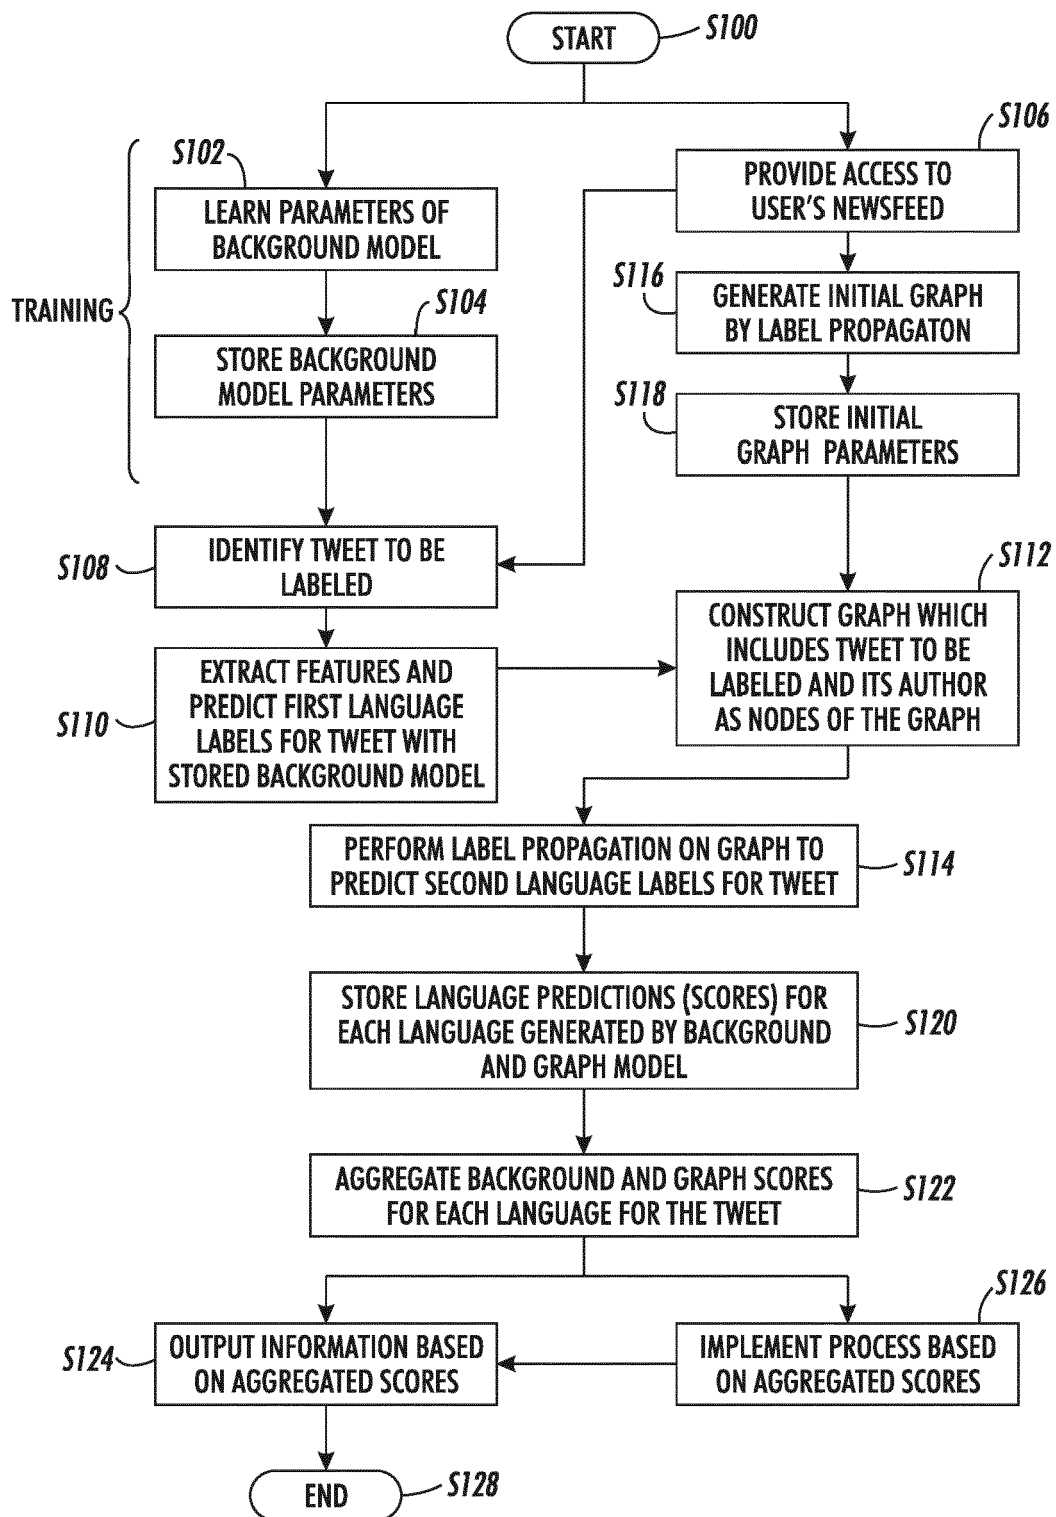 START
S100
S106
S102
PROVIDE ACCESS TO
USER'S NEWSFEED
LEARN PARAMETERS OF
BACKGROUND MODEL
S116
GENERATE INITIAL GRAPH
BY LABEL PROPAGATON
TRAINING
S104
STORE BACKGROUND
MODEL PARAMETERS
S118
STORE INITIAL
GRAPH PARAMETERS
S108
IDENTIFY TWEET TO BE
LABELED
S112
CONSTRUCT GRAPH WHICH
INCLUDES TWEET TO BE
LABELED AND ITS AUTHOR
AS NODES OF THE GRAPH
S110
EXTRACT FEATURES AND
PREDICT FIRST LANGUAGE
LABELS FOR TWEET WITH
STORED BACKGROUND MODEL
PERFORM LABEL PROPAGATION ON GRAPH TO
PREDICT SECOND LANGUAGE LABELS FOR TWEET
S114
STORE LANGUAGE PREDICTIONS (SCORES) FOR
EACH LANGUAGE GENERATED BY BACKGROUND
AND GRAPH MODEL
S120
AGGREGATE BACKGROUND AND GRAPH SCORES
FOR EACH LANGUAGE FOR THE TWEET
S122
S126
S124
OUTPUT INFORMATION BASED
ON AGGREGATED SCORES
IMPLEMENT PROCESS BASED
ON AGGREGATED SCORES
END
S128